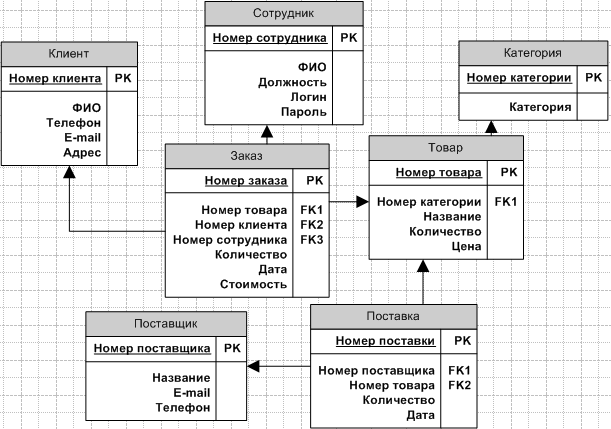 Сотрудник
Номер сотрудника PK
ФИО
Должность
Логин
Пароль
Клиент
Номер клиента PK
ФИО
Телефон
E-mail
Адрес
Категория
Номер категории PK
Категория
Заказ
Номер заказа PK
Номер товара FK1
Номер клиента FK2
Номер сотрудника FK3
Количество
Дата
Стоимость
Товар
Номер товара PK
Номер категории FK1
Название
Количество
Цена
Поставщик
Номер поставщика PK
Название
E-mail
Телефон
Поставка
Номер поставки PK
Номер поставщика FK1
Номер товара FK2
Количество
Дата